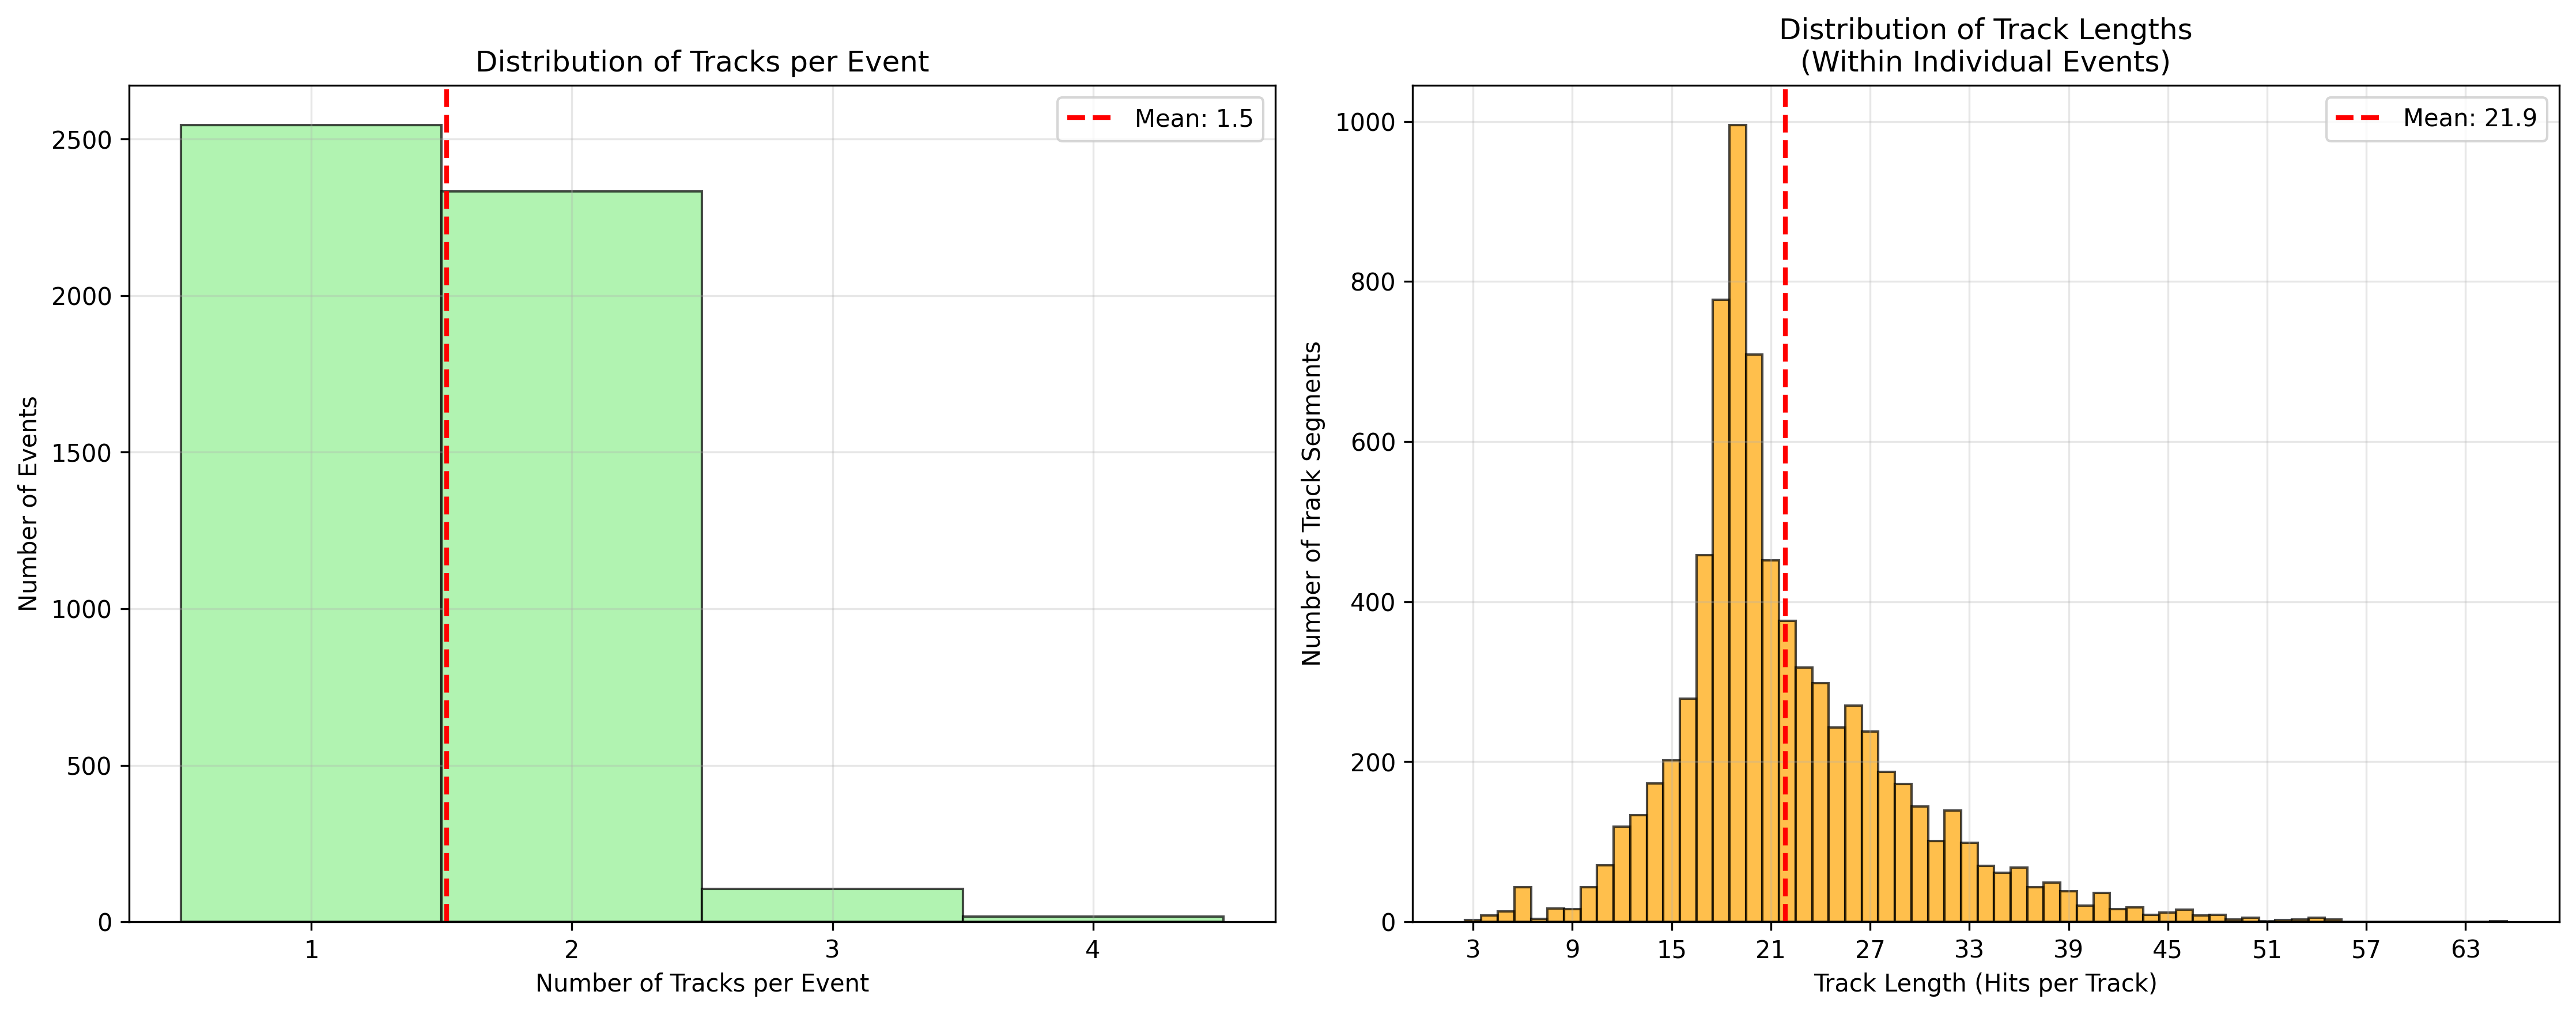 Distribution of Tracks per Event
Mean: 1.5
2500
2000
1500
1000
500
0
Number of Events
1 2 3 4
Number of Tracks per Event
Distribution of Track Lengths
(Within Individual Events)
Mean: 21.9
1000
800
600
400
200
0
Number of Track Segments
3 9 15 21 27 33 39 45 51 57 63
Track Length (Hits per Track)